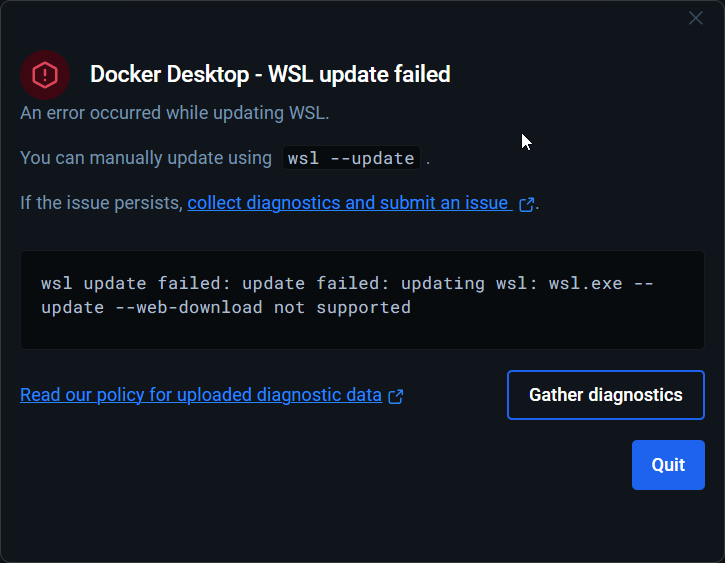 Docker Desktop - WSL update failed
An error occurred while updating WSL.
You can manually update using wsl --update .
If the issue persists, collect diagnostics and submit an issue .
wsl update failed: update failed: updating wsl: wsl.exe --
update --web-download not supported
Read our policy for uploaded diagnostic data
Gather diagnostics
Quit